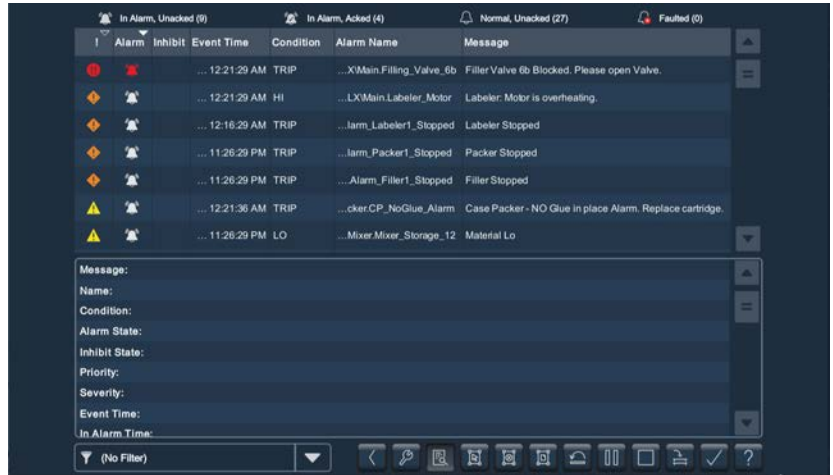 In Alarm, Unacked (9) In Alarm, Acked (4) Normal, Unacked (27) Faulted (0)
! Alarm Inhibit Event Time Condition Alarm Name Message
... 12:21:29 AM TRIP ...X\Main.Filling_Valve_6b Filler Valve 6b Blocked. Please open Valve.
... 12:21:29 AM HI ...LX\Main.Labeler_Motor Labeler: Motor is overheating.
... 12:16:29 AM TRIP ...larm_Labeler1_Stopped Labeler Stopped
... 11:26:29 PM TRIP ...larm_Packer1_Stopped Packer Stopped
... 11:26:29 PM TRIP ...Alarm_Filler1_Stopped Filler Stopped
... 12:21:36 AM TRIP ...cker.CP_NoGlue_Alarm Case Packer - NO Glue in place Alarm. Replace cartridge.
... 11:26:29 PM LO ...Mixer.Mixer_Storage_12 Material Lo
Message:
Name:
Condition:
Alarm State:
Inhibit State:
Priority:
Severity:
Event Time:
In Alarm Time:
(No Filter) ?